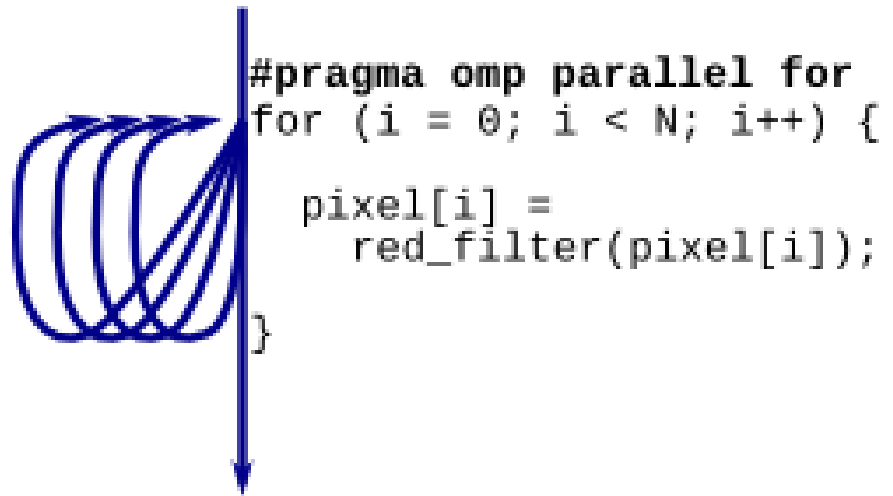 #pragma omp parallel for
for (i = 0; i < N; i++) {
pixel[i] =
red_filter(pixel[i]);
}